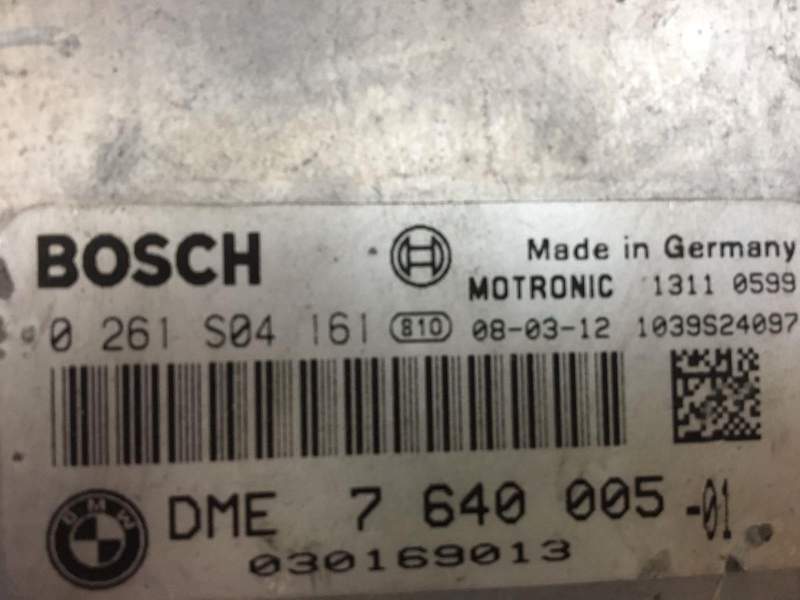 BOSCH Made in Germany
MOTRONIC 1311 0599
0 261 S04 161 810 08-03-12 1039S24097
BMW DME 7 640 005 -01
030169013